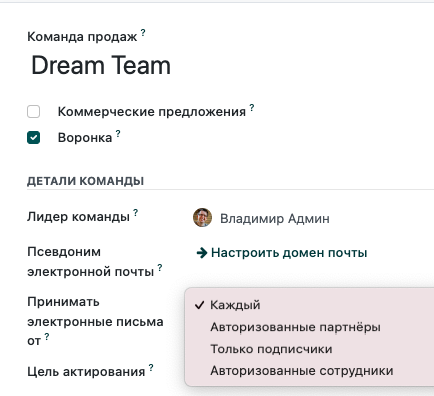 Команда продаж ?
Dream Team
Коммерческие предложения ?
Воронка ?
ДЕТАЛИ КОМАНДЫ
Лидер команды ?
Владимир Админ
Псевдоним
электронной почты ?
Настроить домен почты
Принимать
электронные письма
от ?
Каждый
Авторизованные партнёры
Только подписчики
Авторизованные сотрудники
Цель актирования ?